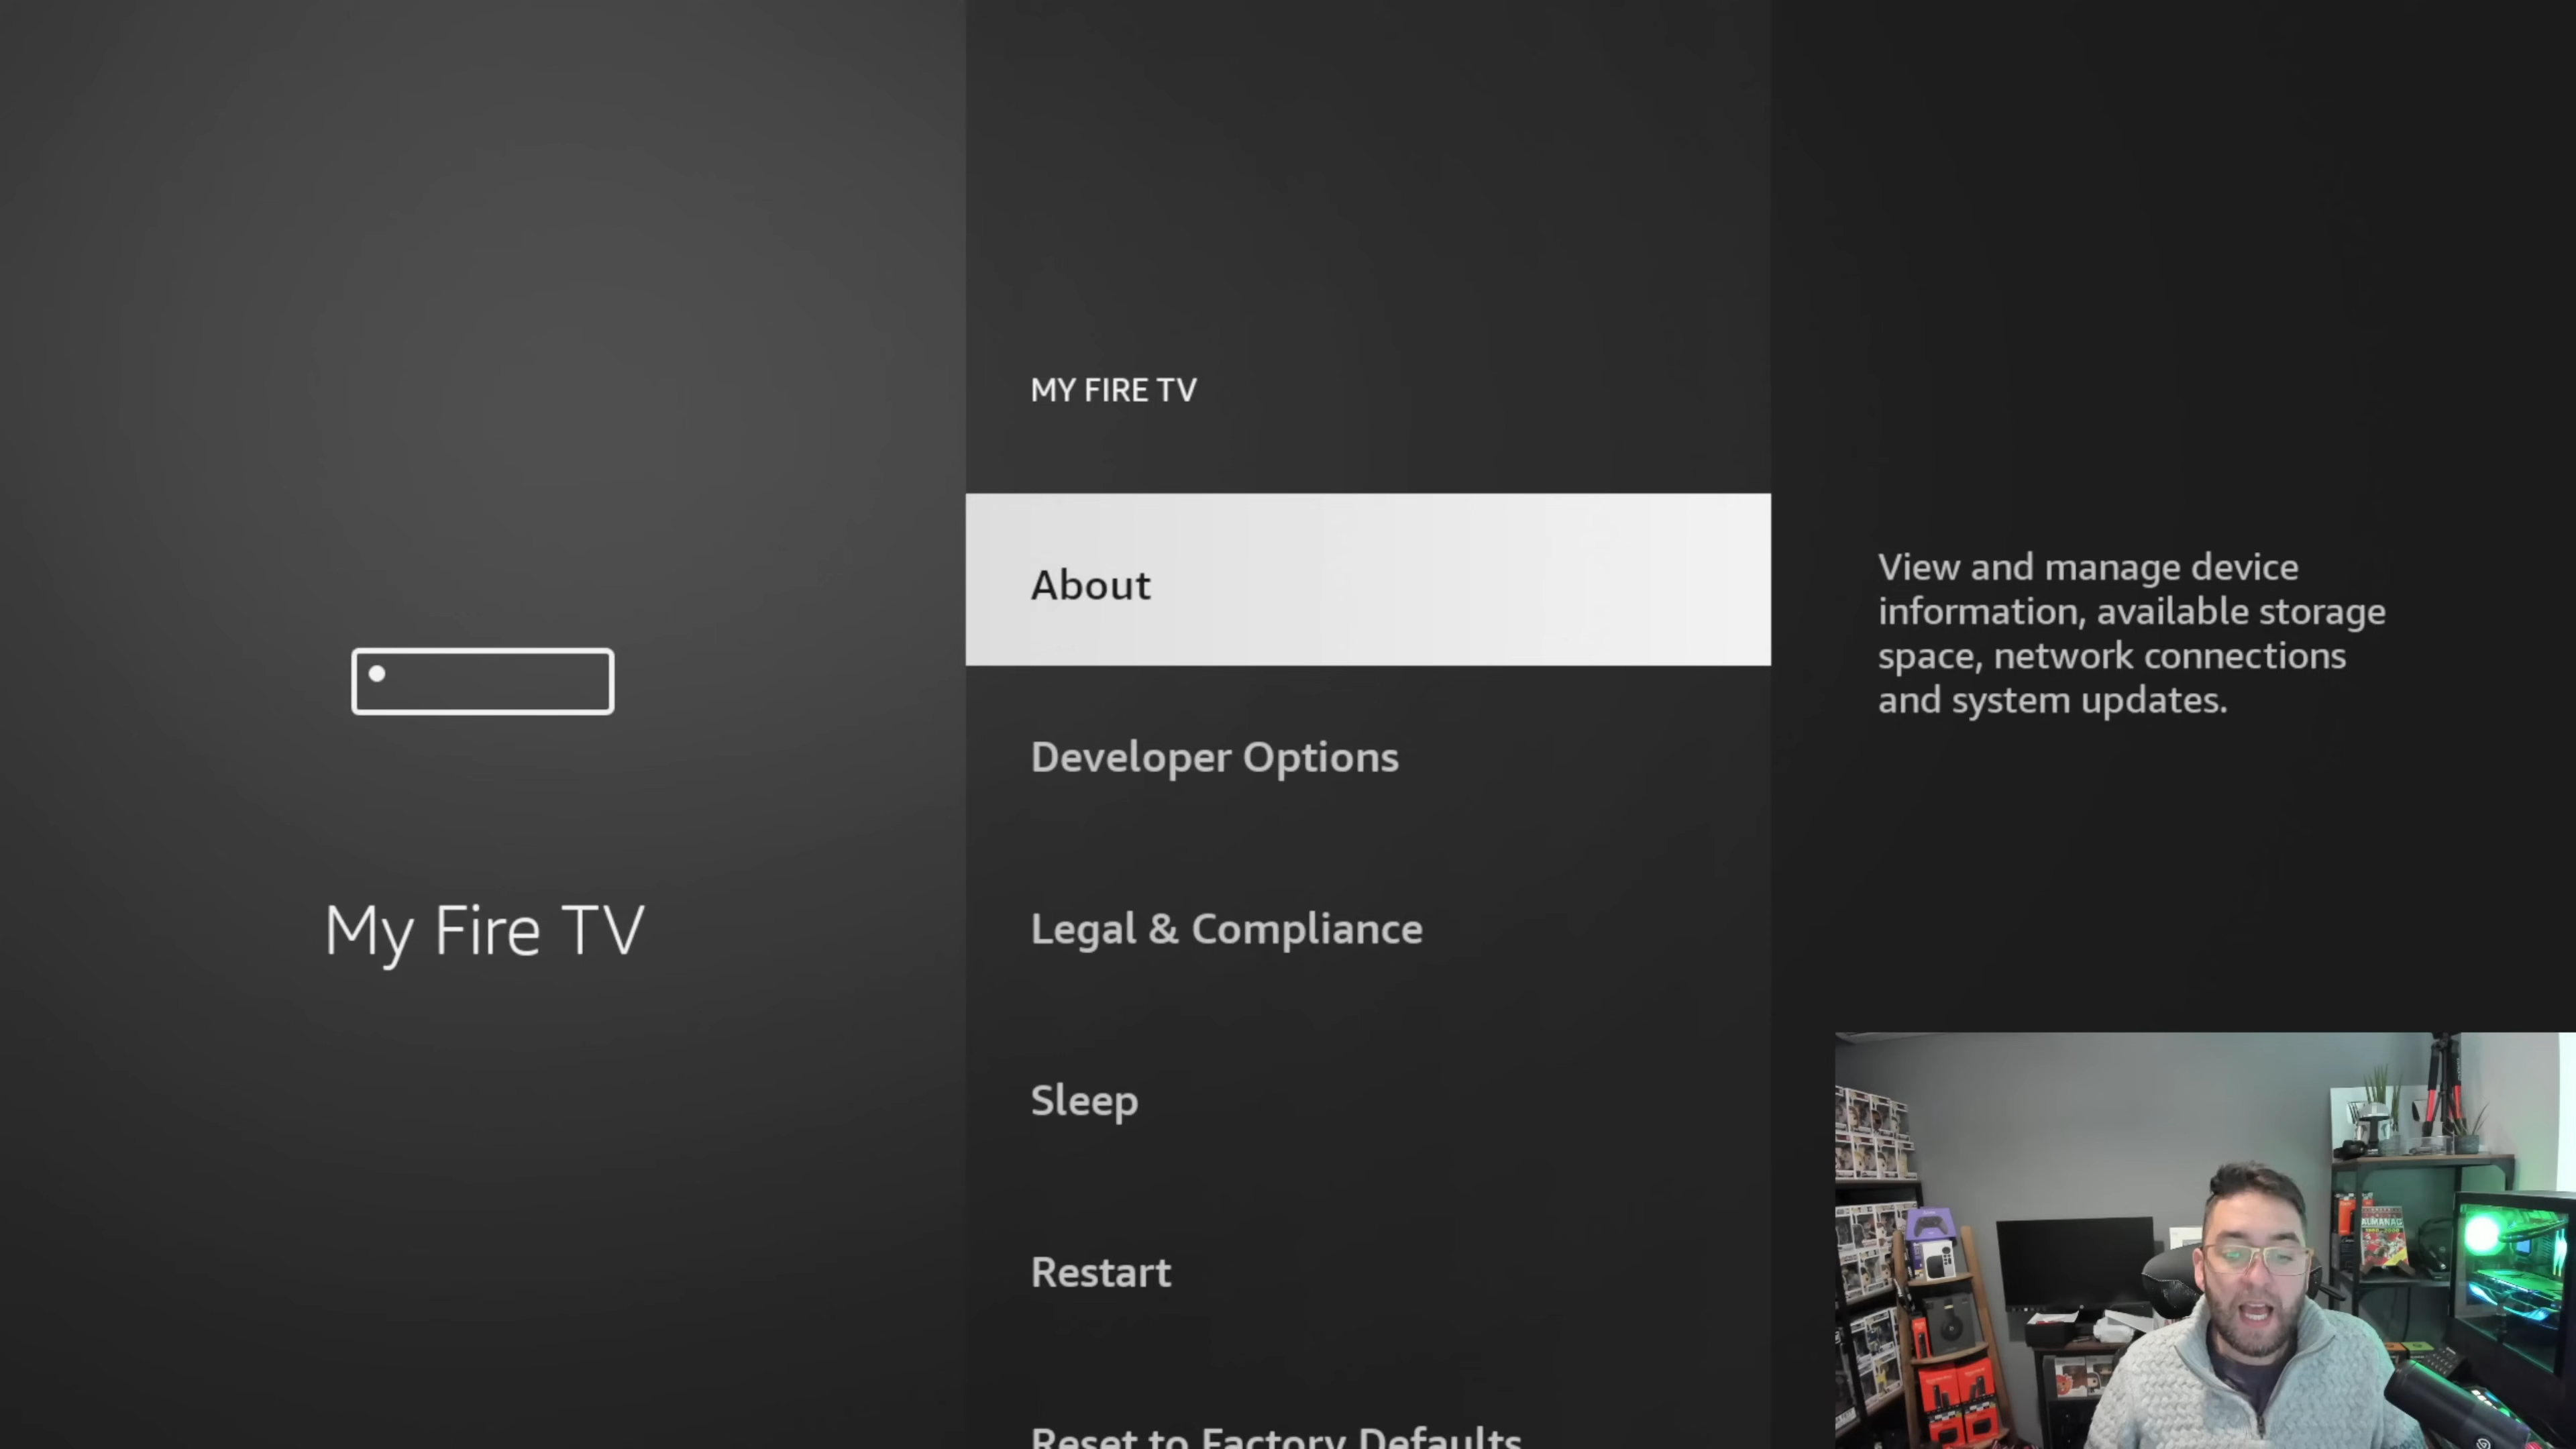 MY FIRE TV
About
View and manage device
information, available storage
space, network connections
and system updates.
Developer Options
My Fire TV
Legal & Compliance
Sleep
Restart
Reset to Factory Defaults
ALMANAC